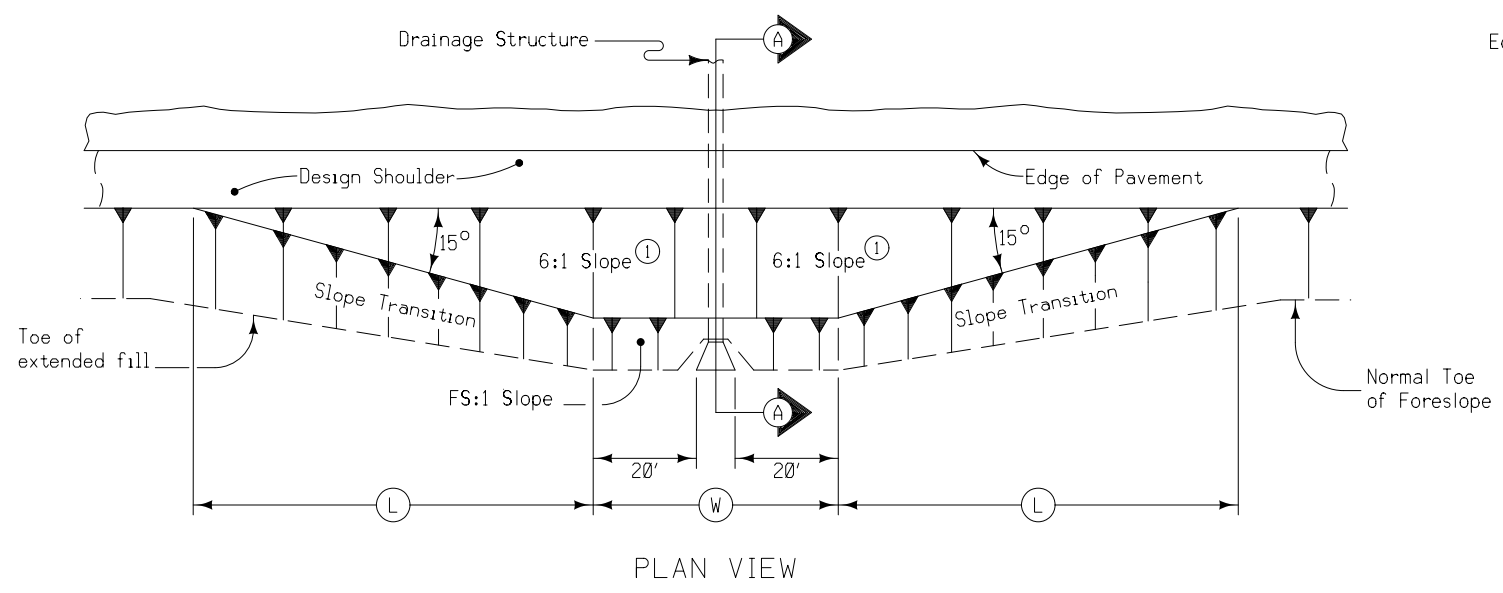 Drainage Structure
A
Ed
Design Shoulder
Edge of Pavement
15°
6:1 Slope 1
6:1 Slope 1
15°
Slope Transition
Slope Transition
Toe of
extended fill
FS:1 Slope
A
Normal Toe
of Foreslope
20'
20'
L
W
L
PLAN VIEW